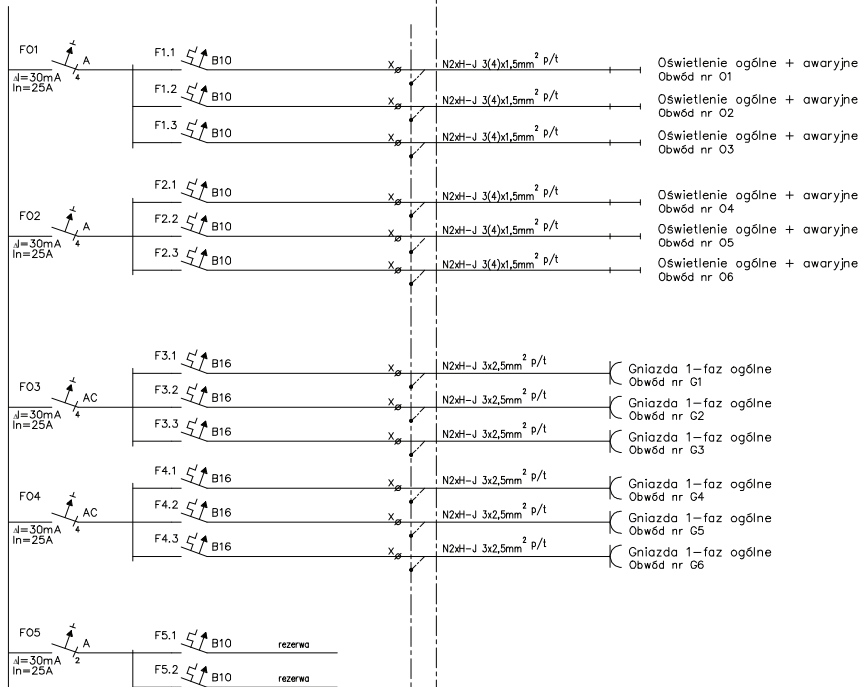 FO1 A F1.1 B10 X N2xH-J 3(4)x1,5mm² p/t Oświetlenie ogólne + awaryjne
ΔI=30mA 4 Obwód nr O1
In=25A
F1.2 B10 N2xH-J 3(4)x1,5mm² p/t Oświetlenie ogólne + awaryjne
Obwód nr O2
F1.3 B10 X N2xH-J 3(4)x1,5mm² p/t Oświetlenie ogólne + awaryjne
Obwód nr O3
F2.1 B10 X N2xH-J 3(4)x1,5mm² p/t Oświetlenie ogólne + awaryjne
Obwód nr O4
FO2 A F2.2 B10 X N2xH-J 3(4)x1,5mm² p/t Oświetlenie ogólne + awaryjne
ΔI=30mA 4 Obwód nr O5
In=25A
F2.3 B10 X N2xH-J 3(4)x1,5mm² p/t Oświetlenie ogólne + awaryjne
Obwód nr O6
F3.1 B16 X N2xH-J 3x2,5mm² p/t Gniazda 1-faz ogólne
Obwód nr G1
FO3 AC F3.2 B16 X N2xH-J 3x2,5mm² p/t Gniazda 1-faz ogólne
ΔI=30mA 4 Obwód nr G2
In=25A
F3.3 B16 X N2xH-J 3x2,5mm² p/t Gniazda 1-faz ogólne
Obwód nr G3
F4.1 B16 X N2xH-J 3x2,5mm² p/t Gniazda 1-faz ogólne
Obwód nr G4
FO4 AC F4.2 B16 X N2xH-J 3x2,5mm² p/t Gniazda 1-faz ogólne
ΔI=30mA 4 Obwód nr G5
In=25A
F4.3 B16 X N2xH-J 3x2,5mm² p/t Gniazda 1-faz ogólne
Obwód nr G6
FO5 A F5.1 B10 rezerwa
ΔI=30mA 2
In=25A
F5.2 B10 rezerwa